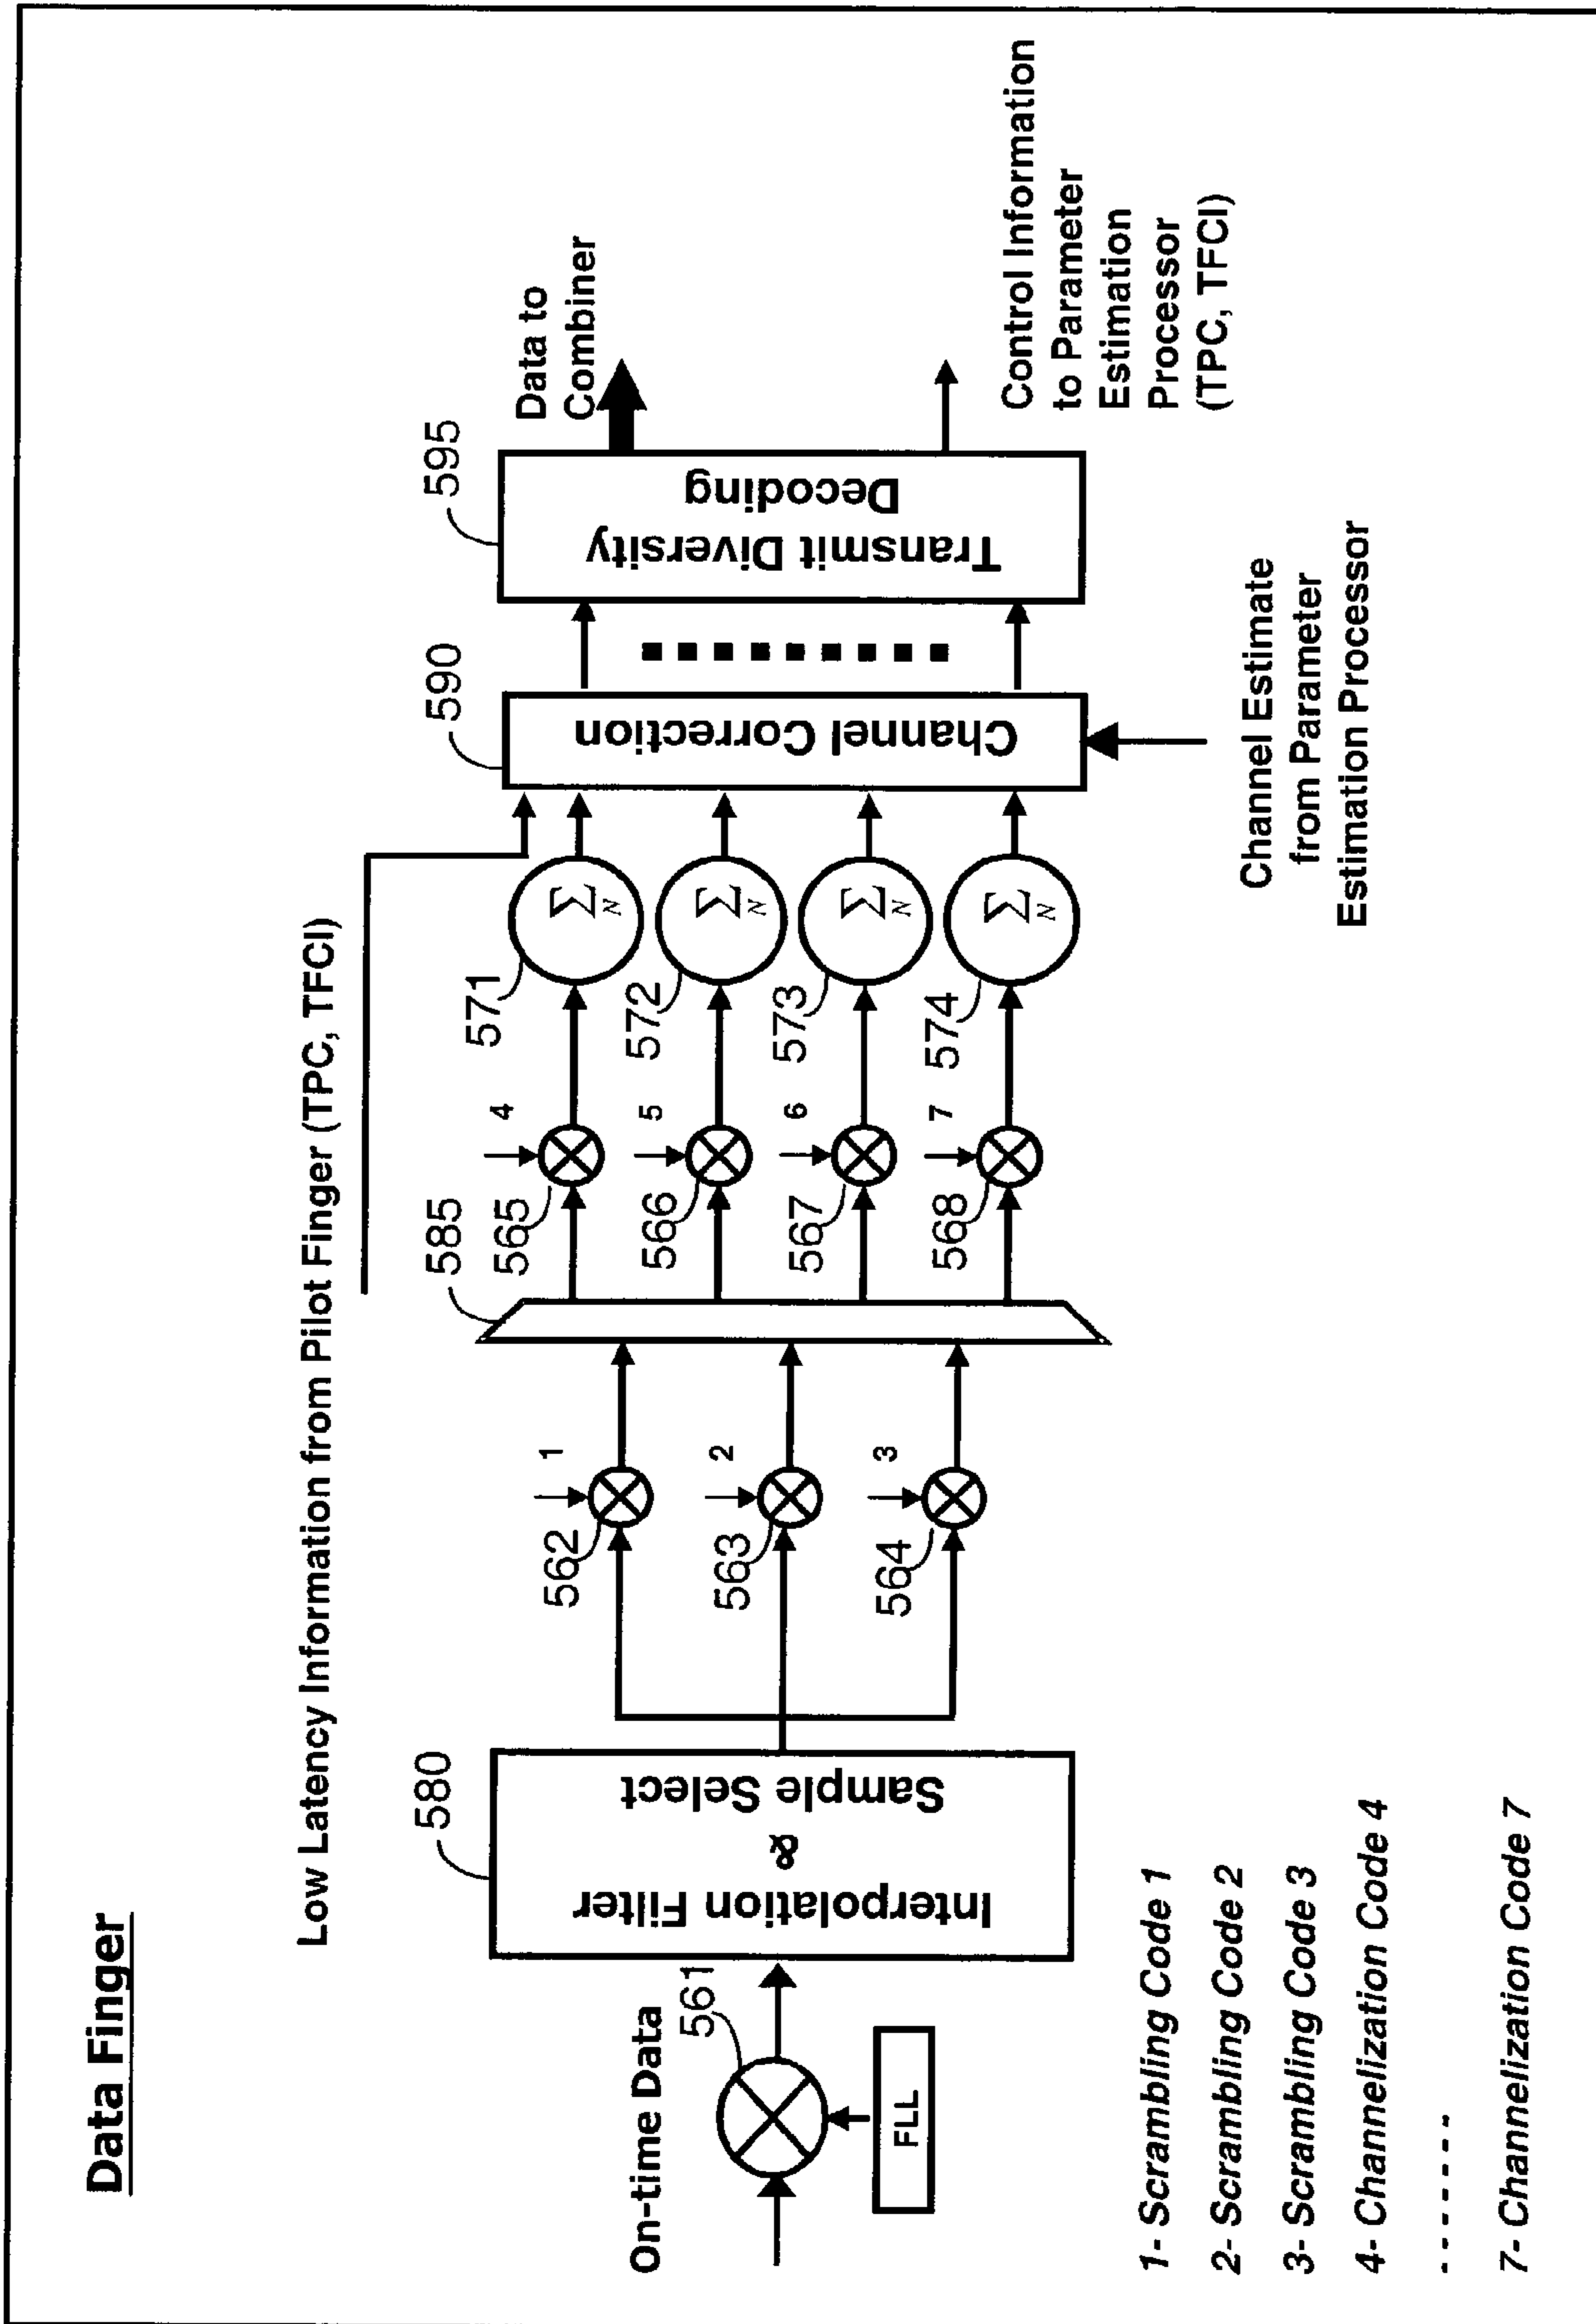 Data Finger
Low Latency Information from Pilot Finger (TPC, TFCI)
On-time Data
561
FLL
580
Interpolation Filter
&
Sample Select
562
1
563
2
564
3
585
565
4
566
5
567
6
568
7
571
Σ
N
572
Σ
N
573
Σ
N
574
Σ
N
590
Channel Correction
Channel Estimate
from Parameter
Estimation Processor
595
Transmit Diversity
Decoding
Data to
Combiner
Control Information
to Parameter
Estimation
Processor
(TPC, TFCI)
1- Scrambling Code 1
2- Scrambling Code 2
3- Scrambling Code 3
4- Channelization Code 4
-------
7- Channelization Code 7